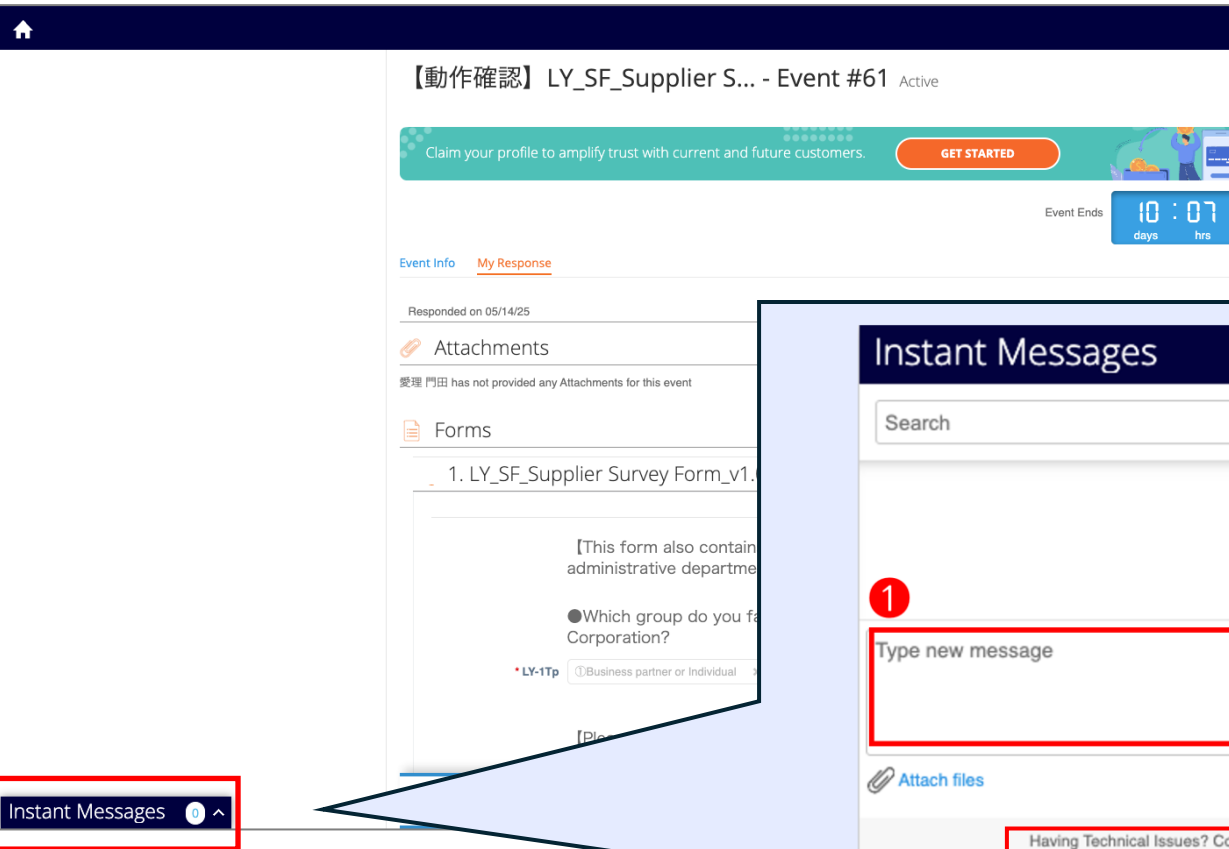 【動作確認】LY_SF_Supplier S... - Event #61 Active
Claim your profile to amplify trust with current and future customers.
GET STARTED
Event Ends
10 : 07
days hrs
Event Info My Response
Responded on 05/14/25
Attachments
愛理 門田 has not provided any Attachments for this event
Forms
1. LY_SF_Supplier Survey Form_v1.
【This form also contain
administrative departme
●Which group do you fa
Corporation?
* LY-1Tp ①Business partner or Individual ×
【Ple
Instant Messages 0
Instant Messages
Search
1
Type new message
Attach files
Having Technical Issues? Co